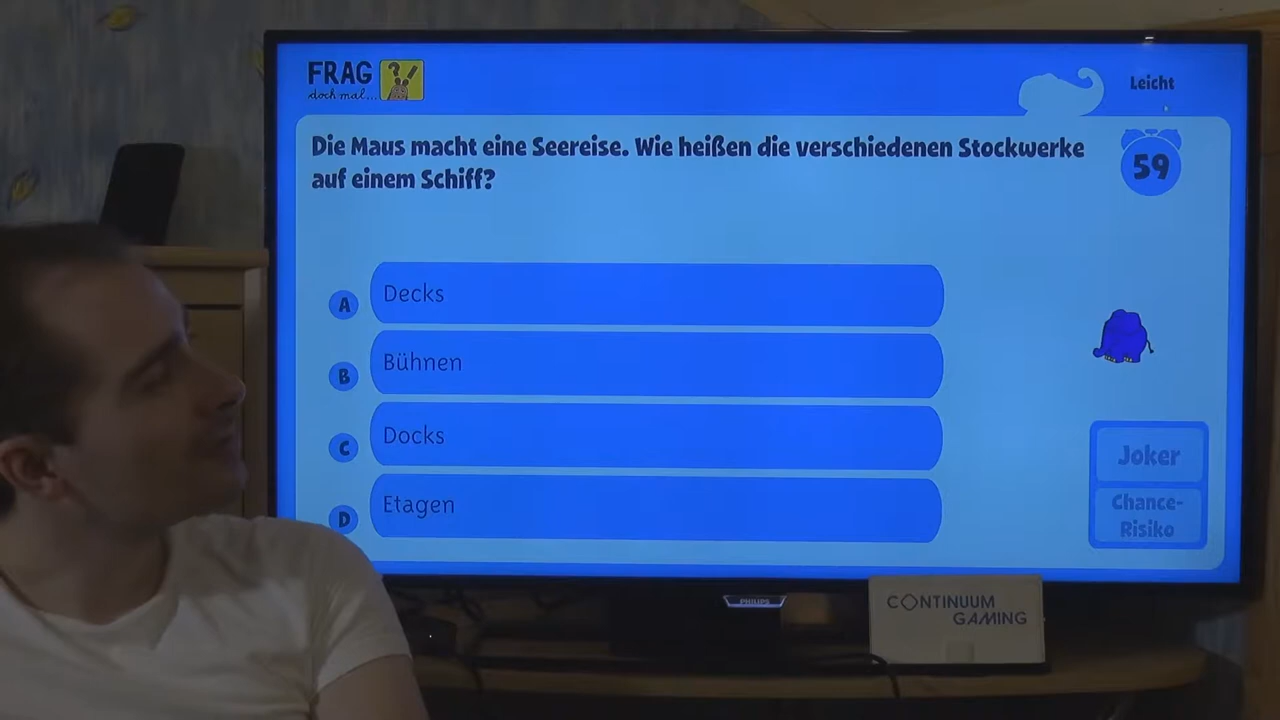 FRAG
doch mal...
?
Leicht
Die Maus macht eine Seereise. Wie heißen die verschiedenen Stockwerke
auf einem Schiff?
59
A
Decks
B
Bühnen
C
Docks
D
Etagen
Joker
Chance-
Risiko
PHILIPS
CONTINUUM
GAMING